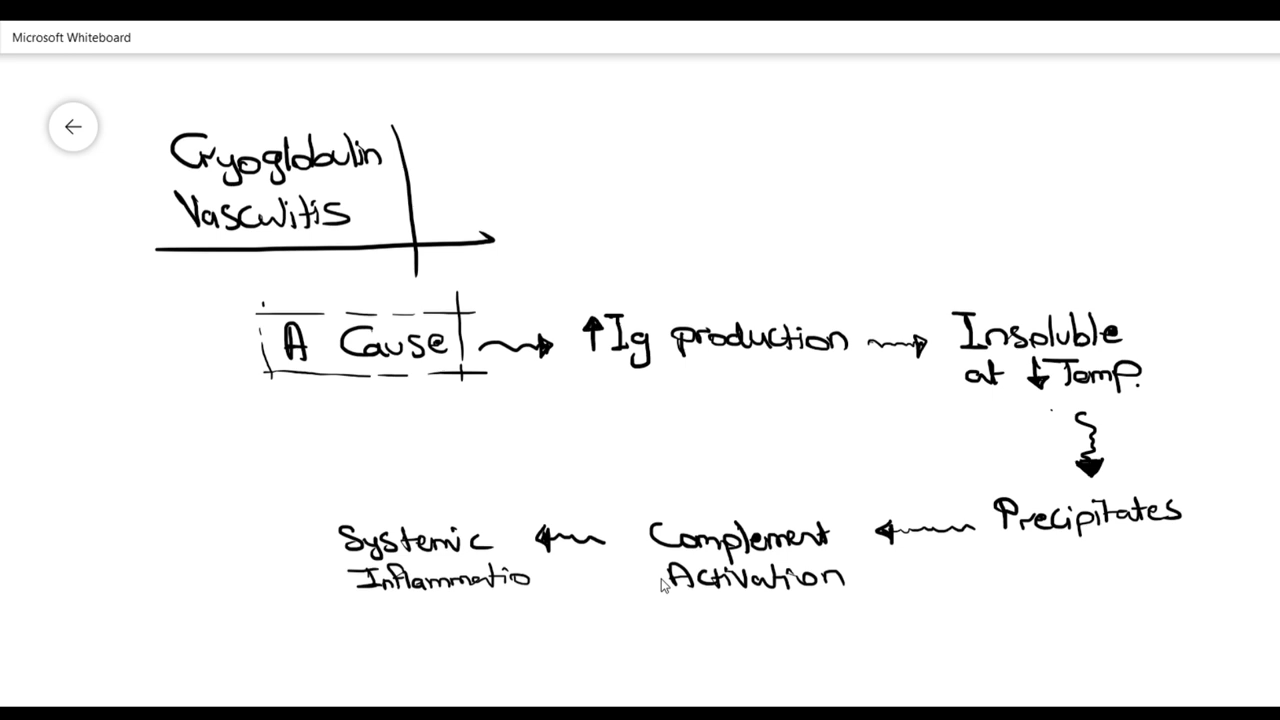 Microsoft Whiteboard
Cryoglobulin
Vasculitis
A Cause
↑Ig production
Insoluble
at ↓Temp.
Precipitates
Complement
Activation
Systemic
Inflammatio